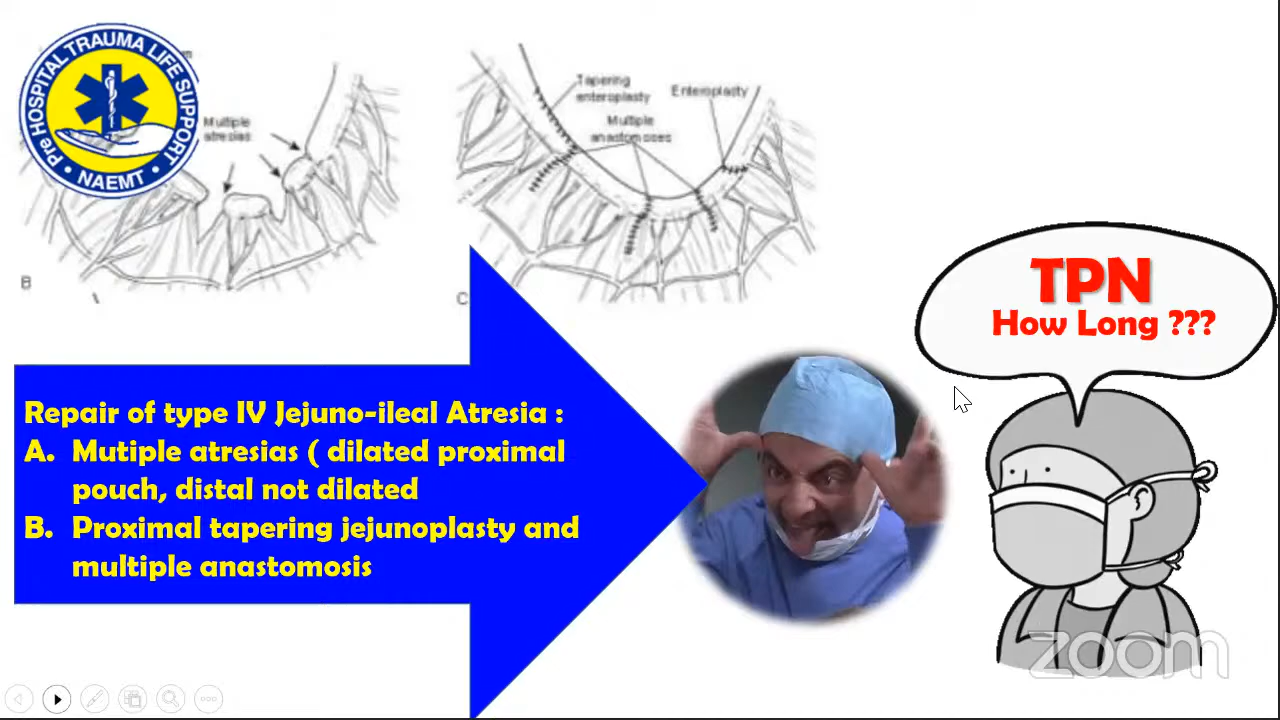 Pre HOSPITAL TRAUMA LIFE SUPPORT
NAEMT
Multiple
atresias
B
Tapering
enteroplasty
Enteroplasty
Multiple
anastomoses
C
TPN
How Long ???
Repair of type IV Jejuno-ileal Atresia :
A. Mutiple atresias ( dilated proximal
pouch, distal not dilated
B. Proximal tapering jejunoplasty and
multiple anastomosis
zoom